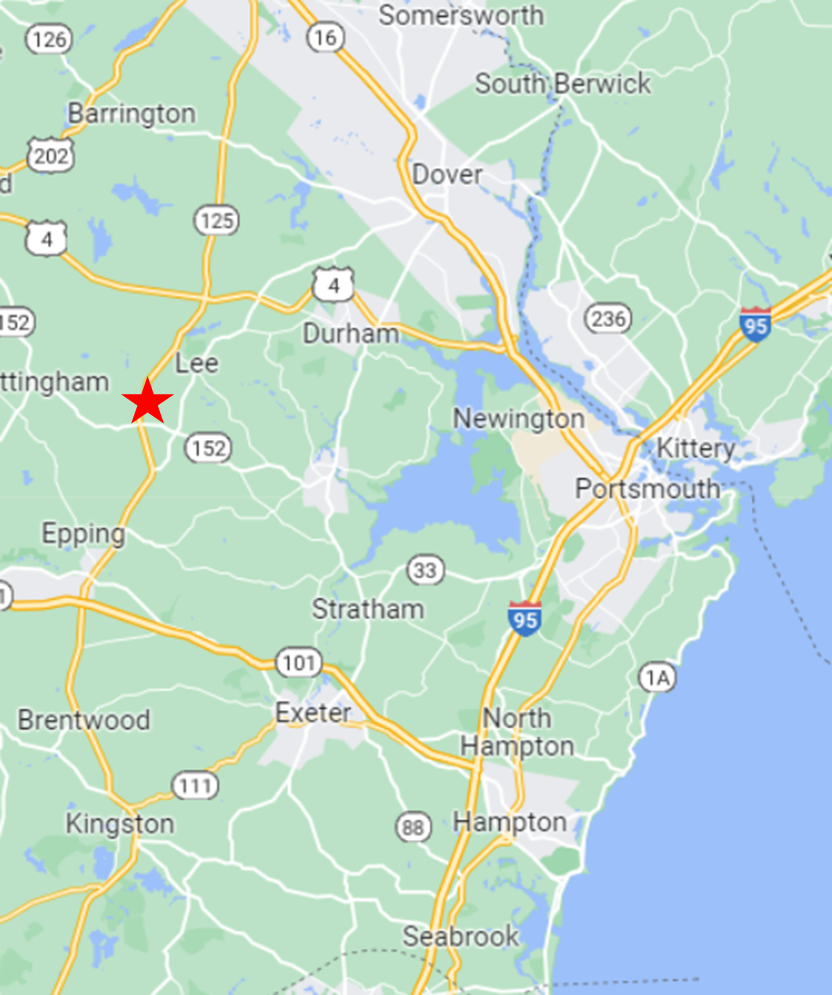 Somersworth
126
16
South Berwick
Barrington
202
Dover
d
125
4
4
152
236
95
Durham
Lee
ttingham
Newington
152
Kittery
Portsmouth
Epping
33
1
Stratham
95
101
1A
Exeter
Brentwood
North
Hampton
111
Kingston
88
Hampton
Seabrook